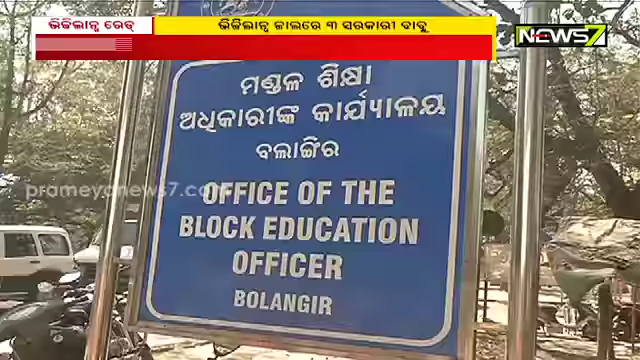 ଭିଜିଲାନ୍ସ ରେଡ୍
ଭିଜିଲାନ୍ସ ଜାଲରେ ୩ ସରକାରୀ ବାବୁ
NEWS7
ମଣ୍ଡଳ ଶିକ୍ଷା
ଅଧିକାରୀଙ୍କ କାର୍ଯ୍ୟାଳୟ
ବଲାଙ୍ଗିର
prameyanews7.com
OFFICE OF THE
BLOCK EDUCATION
OFFICER
BOLANGIR